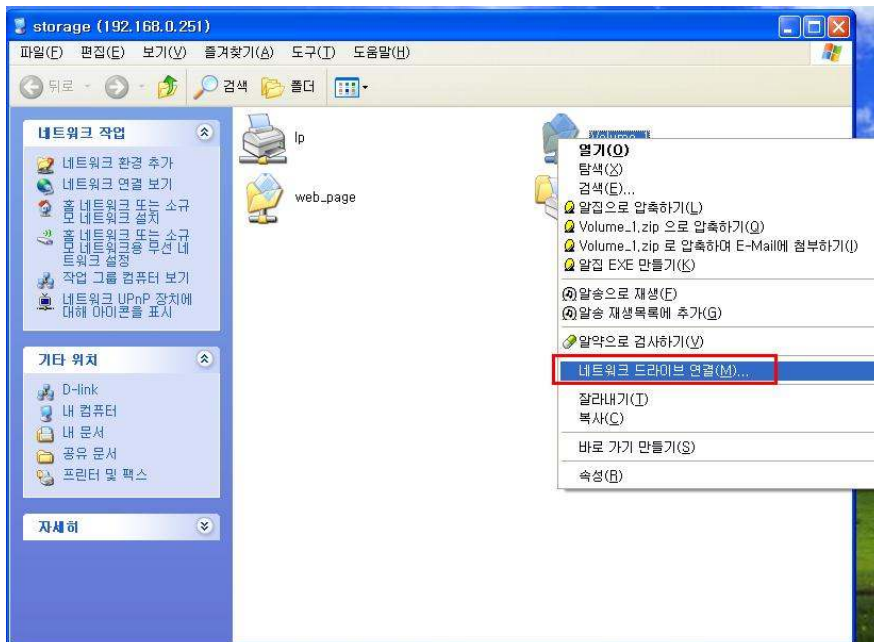 storage (192.168.0.251)
파일(F) 편집(E) 보기(V) 즐겨찾기(A) 도구(T) 도움말(H)
뒤로 검색 폴더
네트워크 작업
네트워크 환경 추가
네트워크 연결 보기
홈 네트워크 또는 소규
모 네트워크 설치
홈 네트워크 또는 소규
모 네트워크용 무선 네
트워크 설정
작업 그룹 컴퓨터 보기
네트워크 UPnP 장치에
대해 아이콘을 표시
기타 위치
D-link
내 컴퓨터
내 문서
공유 문서
프린터 및 팩스
자세히
lp
web_page
열기(O)
탐색(X)
검색(E)...
알집으로 압축하기(L)
Volume_1.zip 으로 압축하기(Q)
Volume_1.zip 로 압축하여 E-Mail에 첨부하기(I)
알집 EXE 만들기(K)
알송으로 재생(F)
알송 재생목록에 추가(G)
알약으로 검사하기(V)
네트워크 드라이브 연결(M)...
잘라내기(T)
복사(C)
바로 가기 만들기(S)
속성(R)